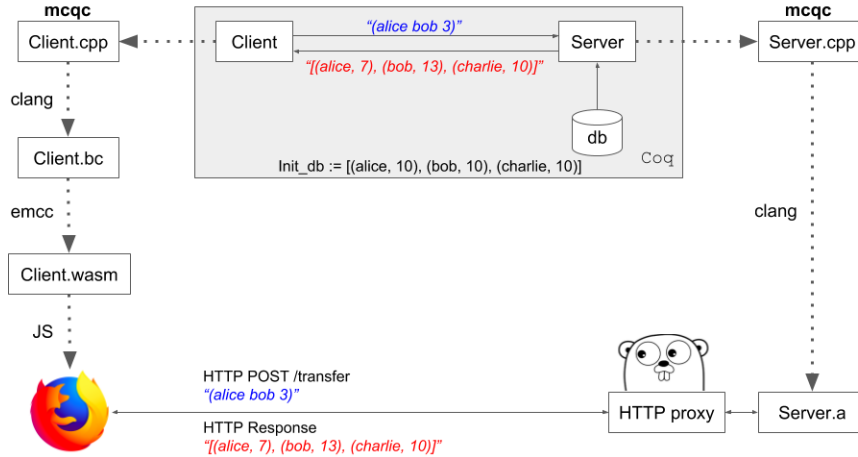 mcqc
mcqc
Client.cpp
Client
“(alice bob 3)”
Server
Server.cpp
“[(alice, 7), (bob, 13), (charlie, 10)]”
clang
db
Client.bc
Init_db := [(alice, 10), (bob, 10), (charlie, 10)]
Coq
emcc
clang
Client.wasm
JS
HTTP POST /transfer
“(alice bob 3)”
HTTP proxy
Server.a
HTTP Response
“[(alice, 7), (bob, 13), (charlie, 10)]”